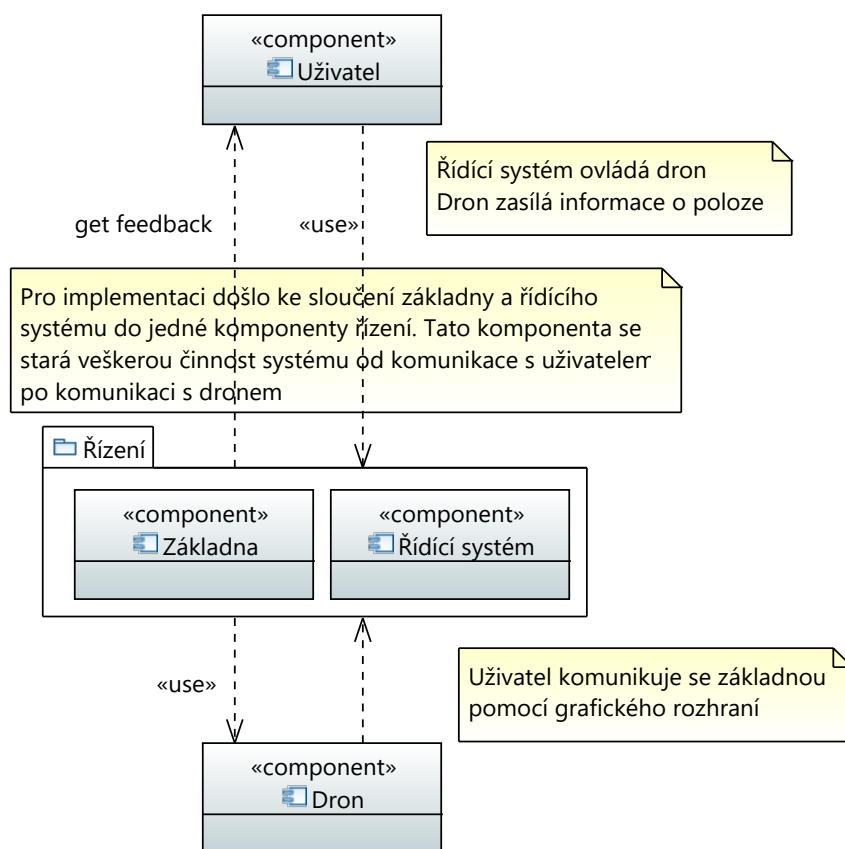 «component»
Uživatel
Řídící systém ovládá dron
Dron zasílá informace o poloze
get feedback
«use»
Pro implementaci došlo ke sloučení základny a řídícího
systému do jedné komponenty řízení. Tato komponenta se
stará veškerou činnost systému od komunikace s uživatelem
po komunikaci s dronem
Řízení
«component»
Základna
«component»
Řídící systém
«use»
Uživatel komunikuje se základnou
pomocí grafického rozhraní
«component»
Dron